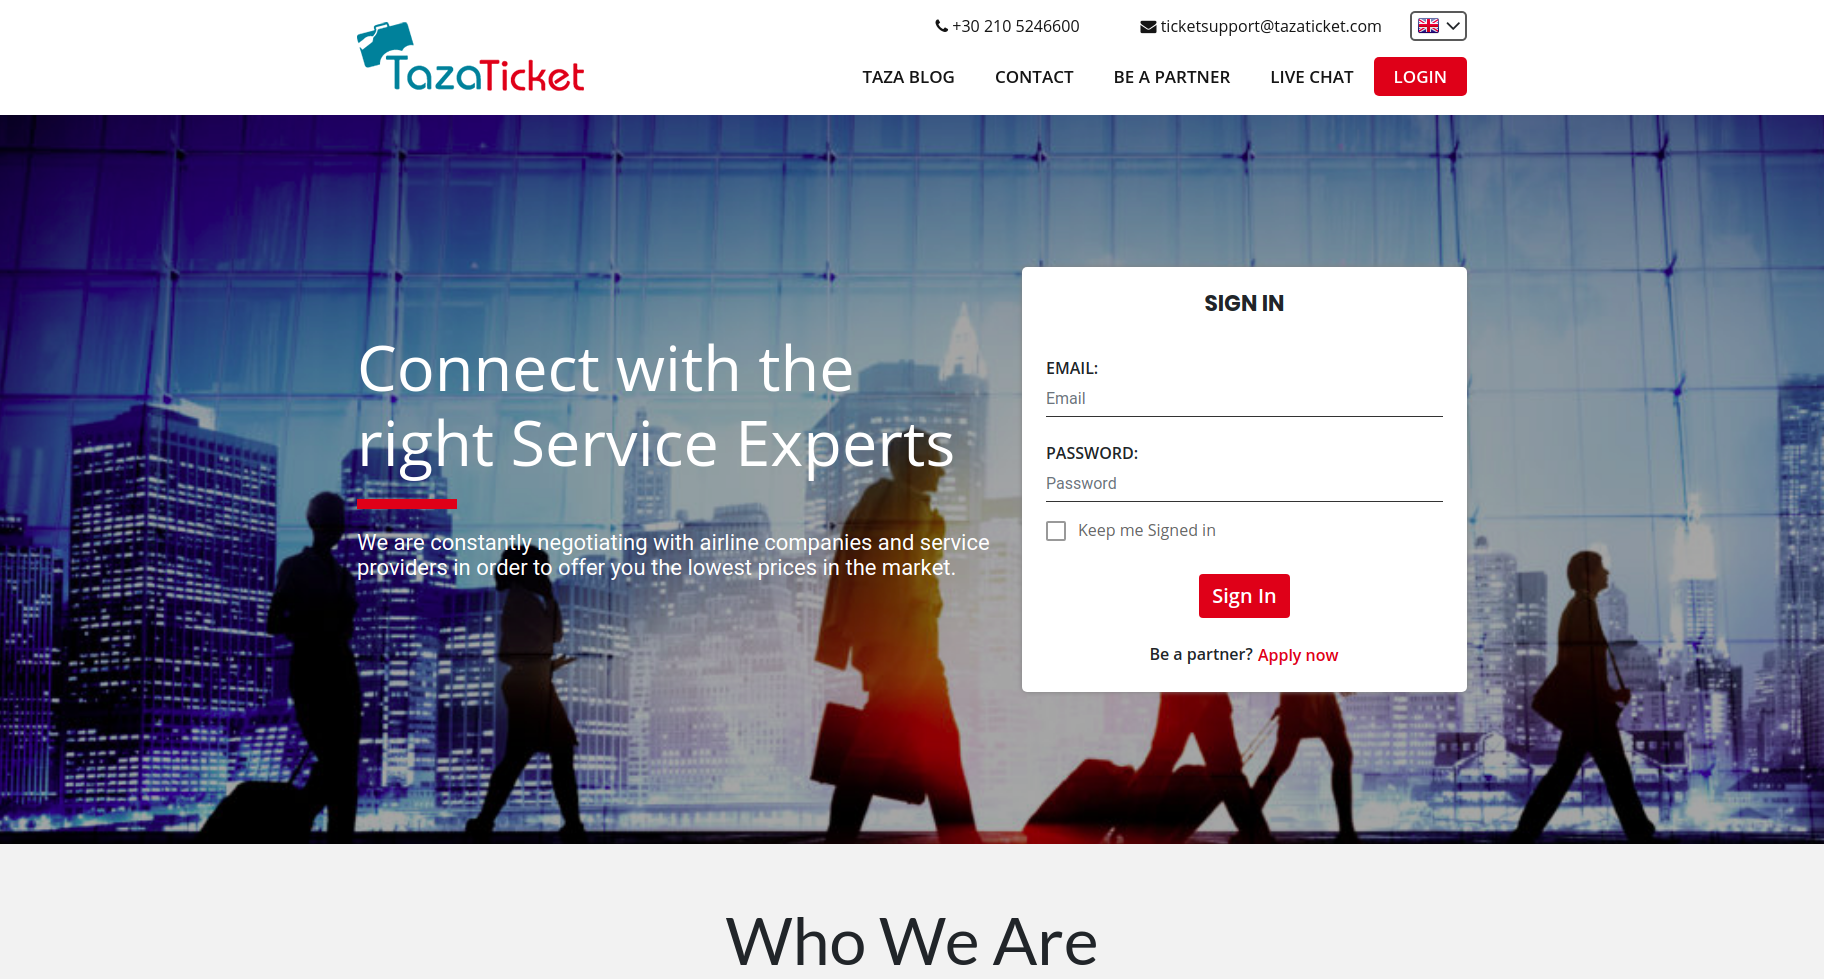 +30 210 5246600
ticketsupport@tazaticket.com
TazaTicket
TAZA BLOG
CONTACT
BE A PARTNER
LIVE CHAT
LOGIN
Connect with the
right Service Experts
We are constantly negotiating with airline companies and service
providers in order to offer you the lowest prices in the market.
SIGN IN
EMAIL:
Email
PASSWORD:
Password
Keep me Signed in
Sign In
Be a partner? Apply now
Who We Are